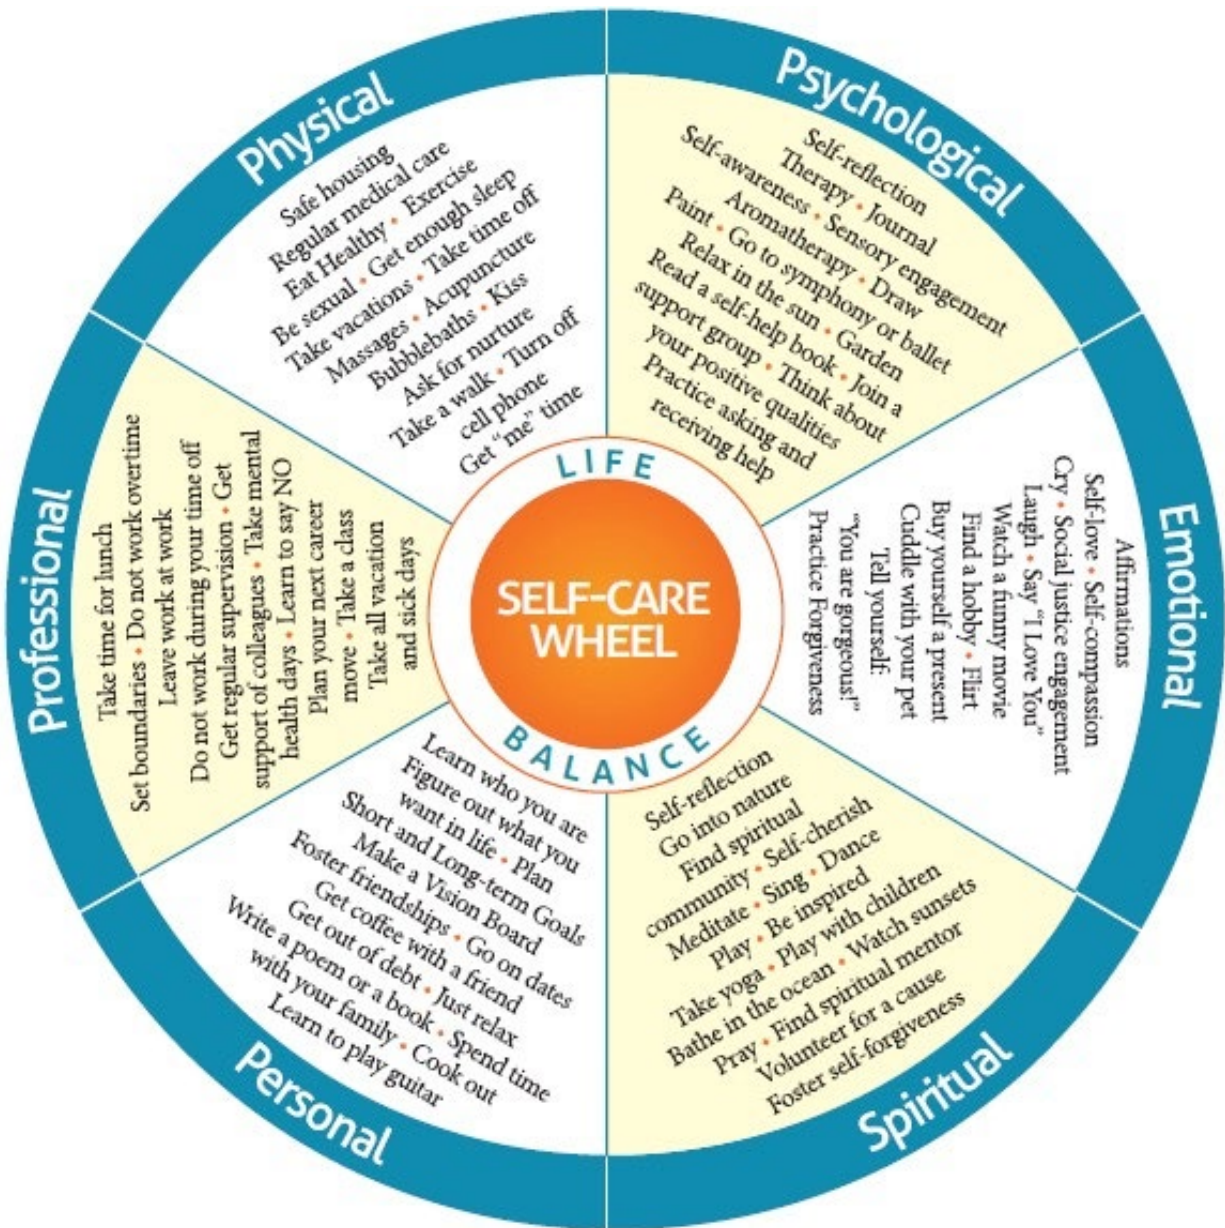 Physical
Safe housing
Regular medical care
Eat Healthy • Exercise
Be sexual • Get enough sleep
Take vacations • Take time off
Massages • Acupuncture
Bubblebaths • Kiss
Ask for nurture
Take a walk • Turn off
cell phone
Get “me” time
Psychological
Self-reflection
Therapy • Journal
Self-awareness • Sensory engagement
Aromatherapy • Draw
Paint • Go to symphony or ballet
Relax in the sun • Garden
Read a self-help book • Join a
support group • Think about
your positive qualities
Practice asking and
receiving help
Emotional
Affirmations
Self-love • Self-compassion
Cry • Social justice engagement
Laugh • Say “I Love You”
Watch a funny movie
Find a hobby • Flirt
Buy yourself a present
Cuddle with your pet
Tell yourself:
“You are gorgeous!”
Practice Forgiveness
Spiritual
Self-reflection
Go into nature
Find spiritual
community • Self-cherish
Meditate • Sing • Dance
Play • Be inspired
Take yoga • Play with children
Bathe in the ocean • Watch sunsets
Pray • Find spiritual mentor
Volunteer for a cause
Foster self-forgiveness
Personal
Learn who you are
Figure out what you
want in life • Plan
Short and Long-term Goals
Make a Vision Board
Foster friendships • Go on dates
Get coffee with a friend
Get out of debt • Just relax
Write a poem or a book • Spend time
with your family • Cook out
Learn to play guitar
Professional
Take time for lunch
Set boundaries • Do not work overtime
Leave work at work
Do not work during your time off
Get regular supervision • Get
support of colleagues • Take mental
health days • Learn to say NO
Plan your next career
move • Take a class
Take all vacation
and sick days
LIFE
SELF-CARE
WHEEL
BALANCE